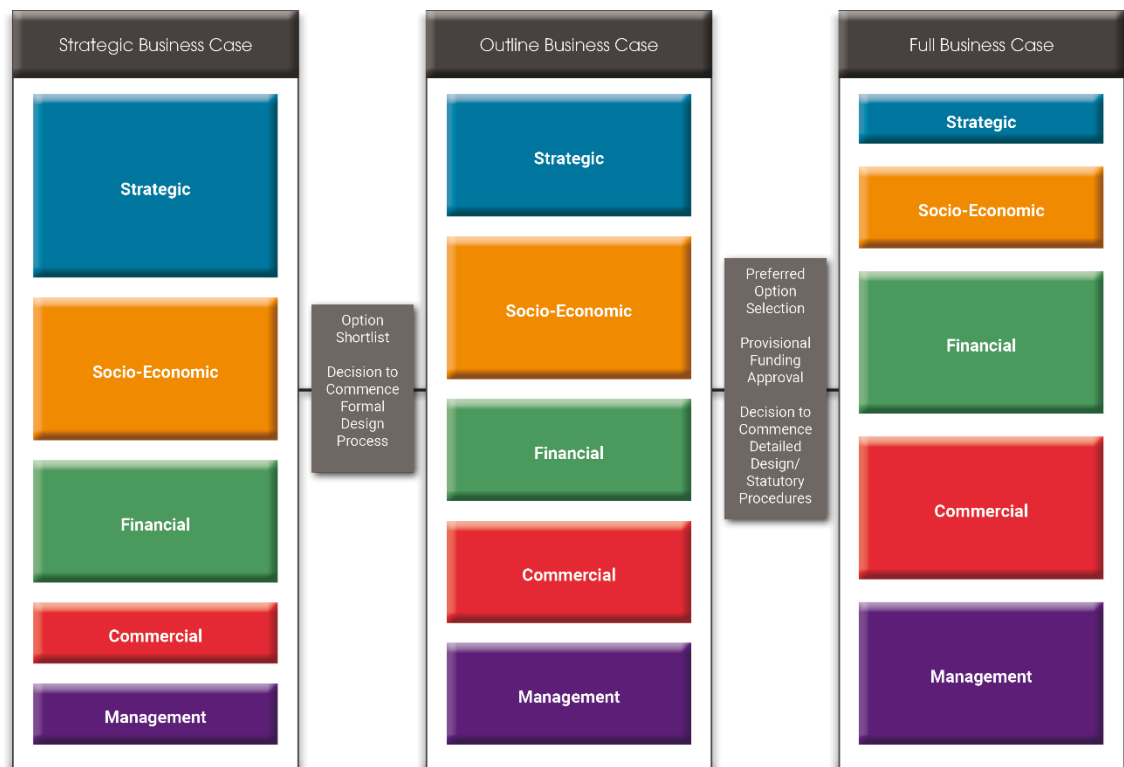 Strategic Business Case
Strategic
Socio-Economic
Financial
Commercial
Management
Option
Shortlist
Decision to
Commence
Formal
Design
Process
Outline Business Case
Strategic
Socio-Economic
Financial
Commercial
Management
Preferred
Option
Selection
Provisional
Funding
Approval
Decision to
Commence
Detailed
Design/
Statutory
Procedures
Full Business Case
Strategic
Socio-Economic
Financial
Commercial
Management